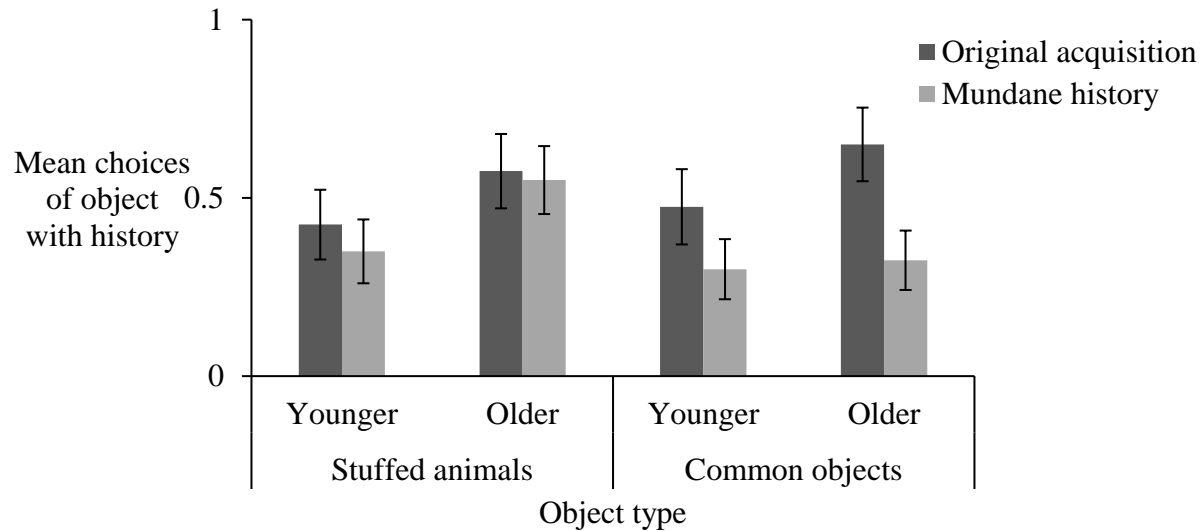 1
Original acquisition
Mundane history
Mean choices
of object
with history
0.5
0
Younger Older Younger Older
Stuffed animals Common objects
Object type